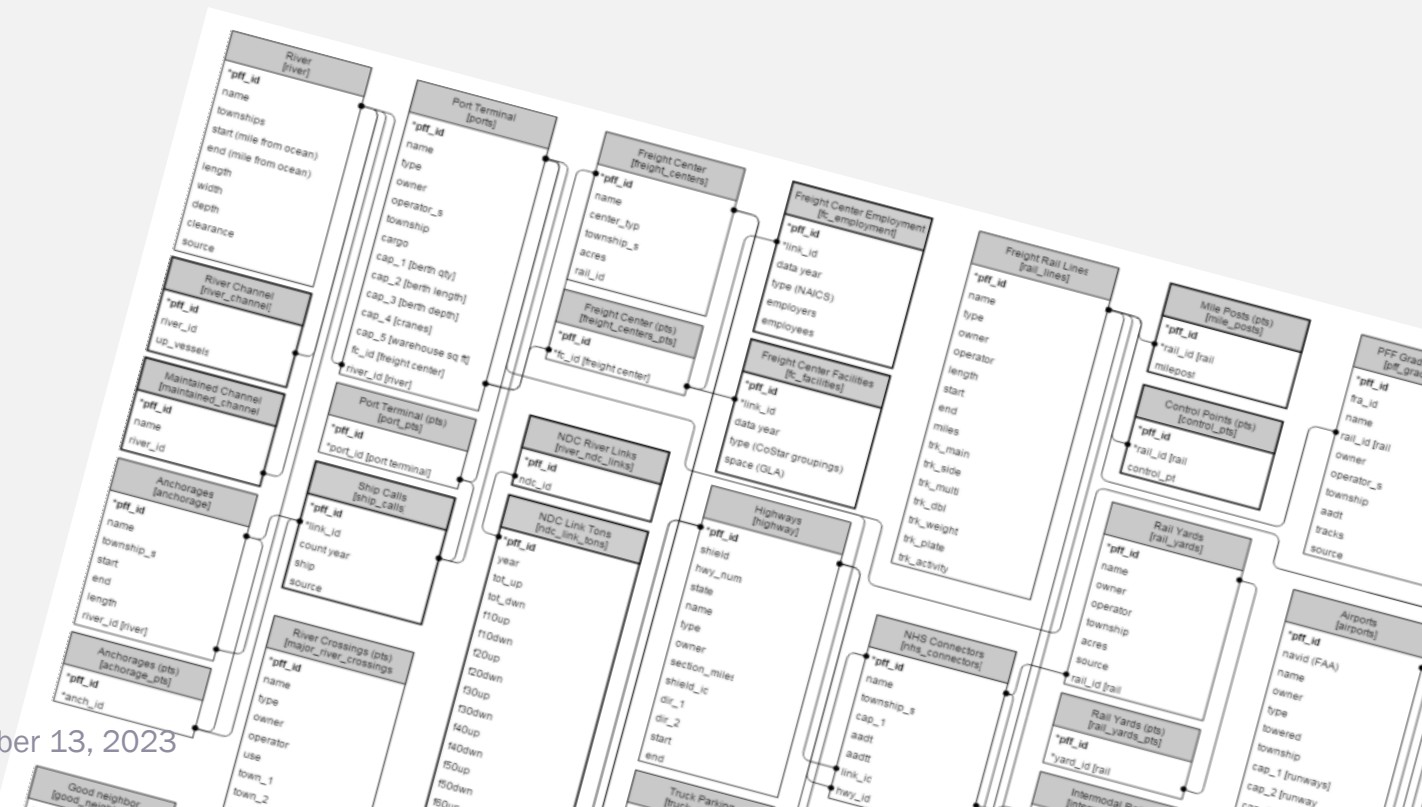 River
[river]
*pff_id
name
townships
start (mile from ocean)
end (mile from ocean)
length
width
depth
clearance
source
River Channel
[river_channel]
*pff_id
river_id
up_vessels
Maintained Channel
[maintained_channel
*pff_id
name
river_id
Anchorages
[anchorage]
*pff_id
name
township_s
start
end
length
river_id [river]
Anchorages (pts)
[achorage_pts]
*pff_id
*anch_id
ber 13, 2023
Good neighbor
Port Terminal
[ports]
*pff_id
name
type
owner
operator_s
township
cargo
cap_1 [berth qty]
cap_2 [berth length]
cap_3 [berth depth]
cap_4 [cranes]
cap_5 [warehouse sq ft]
fc_id [freight center]
river_id [river]
Port Terminal (pts)
[port_pts]
*pff_id
*port_id [port terminal]
Ship Calls
[ship_calls
*pff_id
*link_id
count year
ship
source
River Crossings (pts)
[major_river_crossings
*pff_id
name
type
owner
operator
use
town_1
town_2
Freight Center
[freight_centers]
*pff_id
name
center_typ
township_s
acres
rail_id
Freight Center (pts)
[freight_centers_pts]
*pff_id
*fc_id [freight center]
NDC River Links
[river_ndc_links]
*pff_id
ndc_id
NDC Link Tons
[ndc_link_tons]
*pff_id
year
tot_up
tot_dwn
f10up
f10dwn
f20up
f20dwn
f30up
f30dwn
f40up
f40dwn
f50up
f50dwn
f60up
Freight Center Employment
[fc_employment]
*pff_id
*link_id
data year
type (NAICS)
employers
employees
Freight Center Facilities
[fc_facilities]
*pff_id
*link_id
data year
type (CoStar groupings)
space (GLA)
Highways
[highway]
*pff_id
shield
hwy_num
state
name
type
owner
section_miles
shield_ic
dir_1
dir_2
start
end
Truck Parking
Freight Rail Lines
[rail_lines]
*pff_id
name
type
owner
operator
length
start
end
miles
trk_main
trk_side
trk_multi
trk_dbl
trk_weight
trk_plate
trk_activity
NHS Connectors
[nhs_connectors]
*pff_id
name
township_s
cap_1
aadt
aadtt
link_ic
hwy_id
Mile Posts (pts)
[mile_posts]
*pff_id
*rail_id [rail
milepost
Control Points (pts)
[control_pts]
*pff_id
*rail_id [rail
control_pt
Rail Yards
[rail_yards]
*pff_id
name
owner
operator
township
acres
source
rail_id [rail
Rail Yards (pts)
[rail_yards_pts]
*pff_id
*yard_id [rail
Intermodal
PFF
*pff_id
fra_id
name
rail_id [rail
owner
operator_s
township
aadt
tracks
source
Airports
[airports]
*pff_id
navid (FAA)
name
owner
type
towered
township
cap_1 [runways]
cap_2 [runway